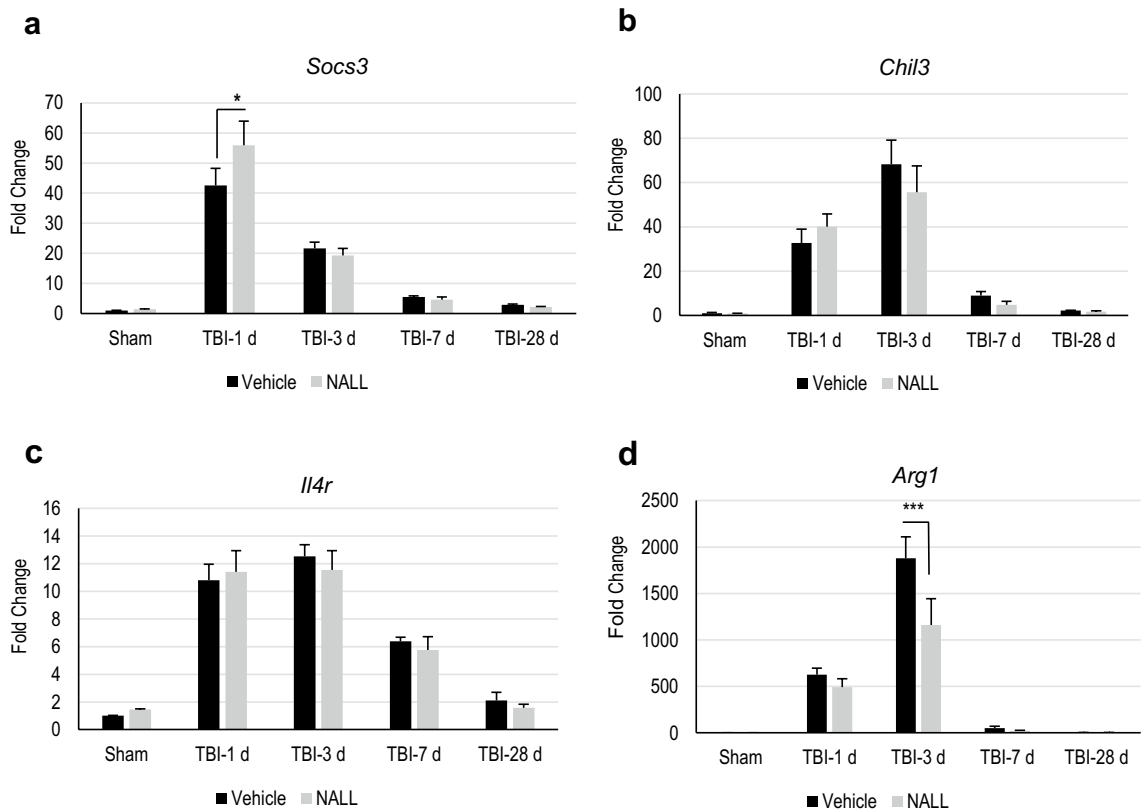 a
Socs3
*
70
60
50
40
30
20
10
0
Fold Change
Sham TBI-1 d TBI-3 d TBI-7 d TBI-28 d
Vehicle NALL
b
Chil3
100
80
60
40
20
0
Fold Change
Sham TBI-1 d TBI-3 d TBI-7 d TBI-28 d
Vehicle NALL
c
Il4r
16
14
12
10
8
6
4
2
0
Fold Change
Sham TBI-1 d TBI-3 d TBI-7 d TBI-28 d
Vehicle NALL
d
Arg1
***
2500
2000
1500
1000
500
0
Fold Change
Sham TBI-1 d TBI-3 d TBI-7 d TBI-28 d
Vehicle NALL